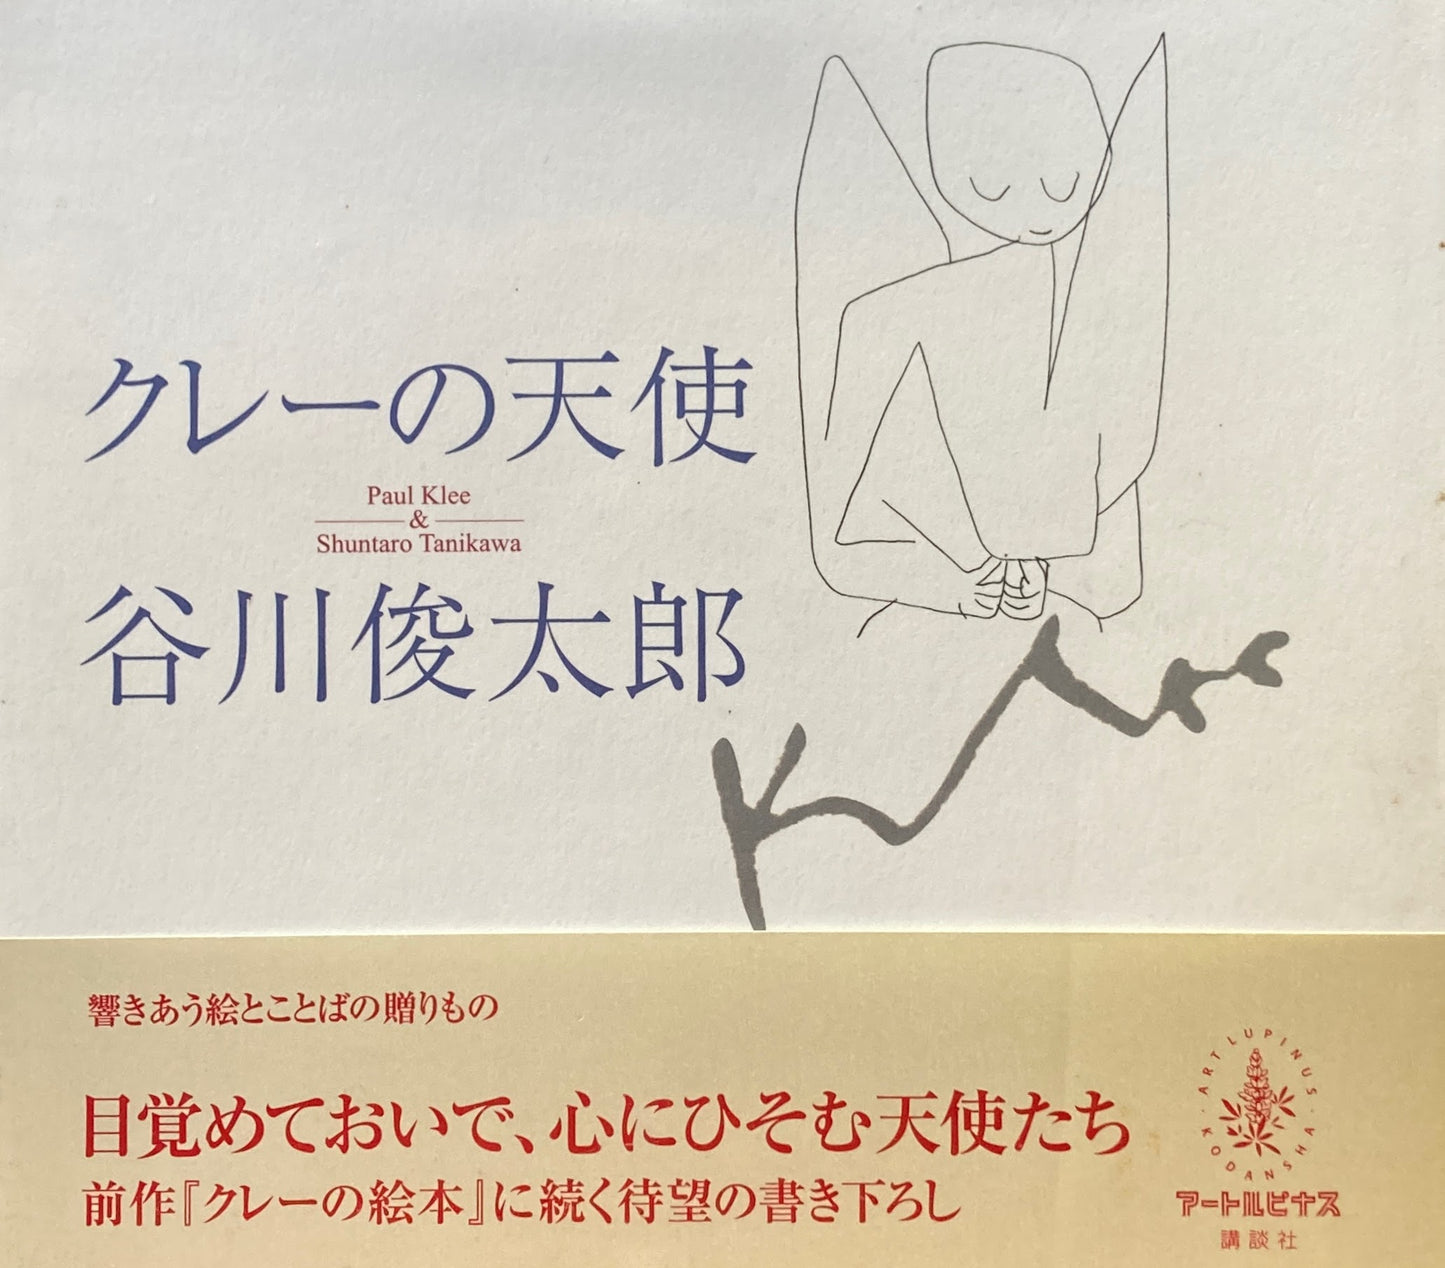 クレーの天使
Paul Klee
&
Shuntaro Tanikawa
谷川俊太郎
Klee
響きあう絵とことばの贈りもの
目覚めておいで、心にひそむ天使たち
前作『クレーの絵本』に続く待望の書き下ろし
ART LUPINUS
KODANSHA
アートルピナス
講談社